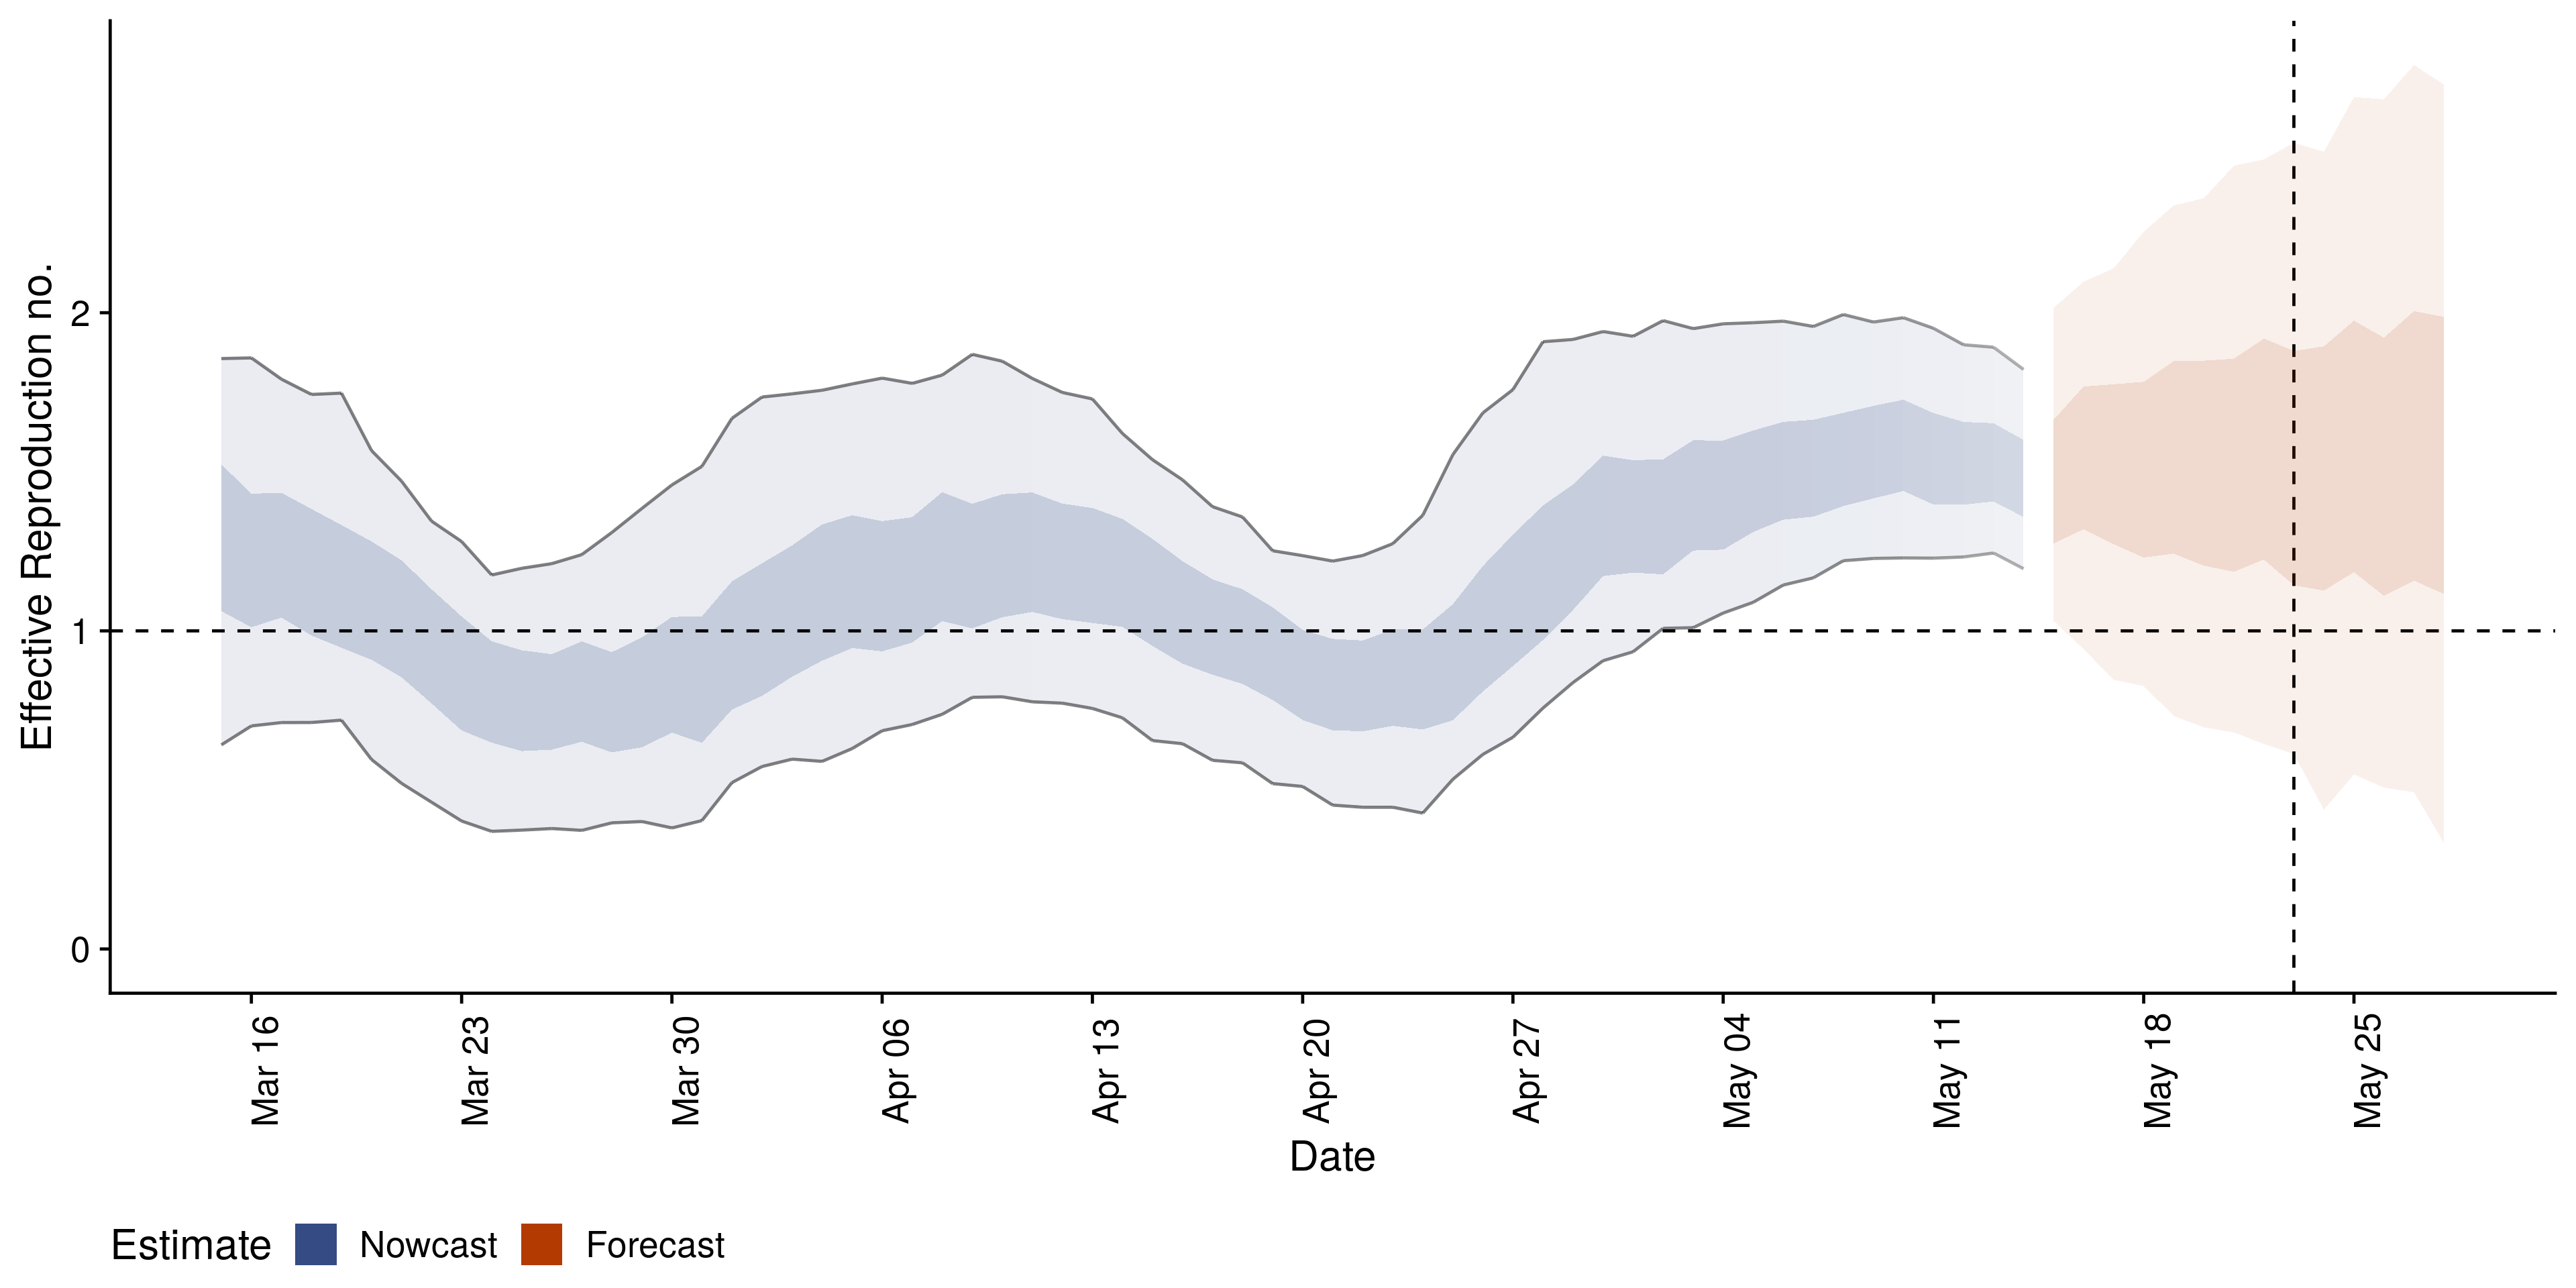 Effective Reproduction no.
2
1
0
Mar 16
Mar 23
Mar 30
Apr 06
Apr 13
Apr 20
Apr 27
May 04
May 11
May 18
May 25
Date
Estimate Nowcast Forecast